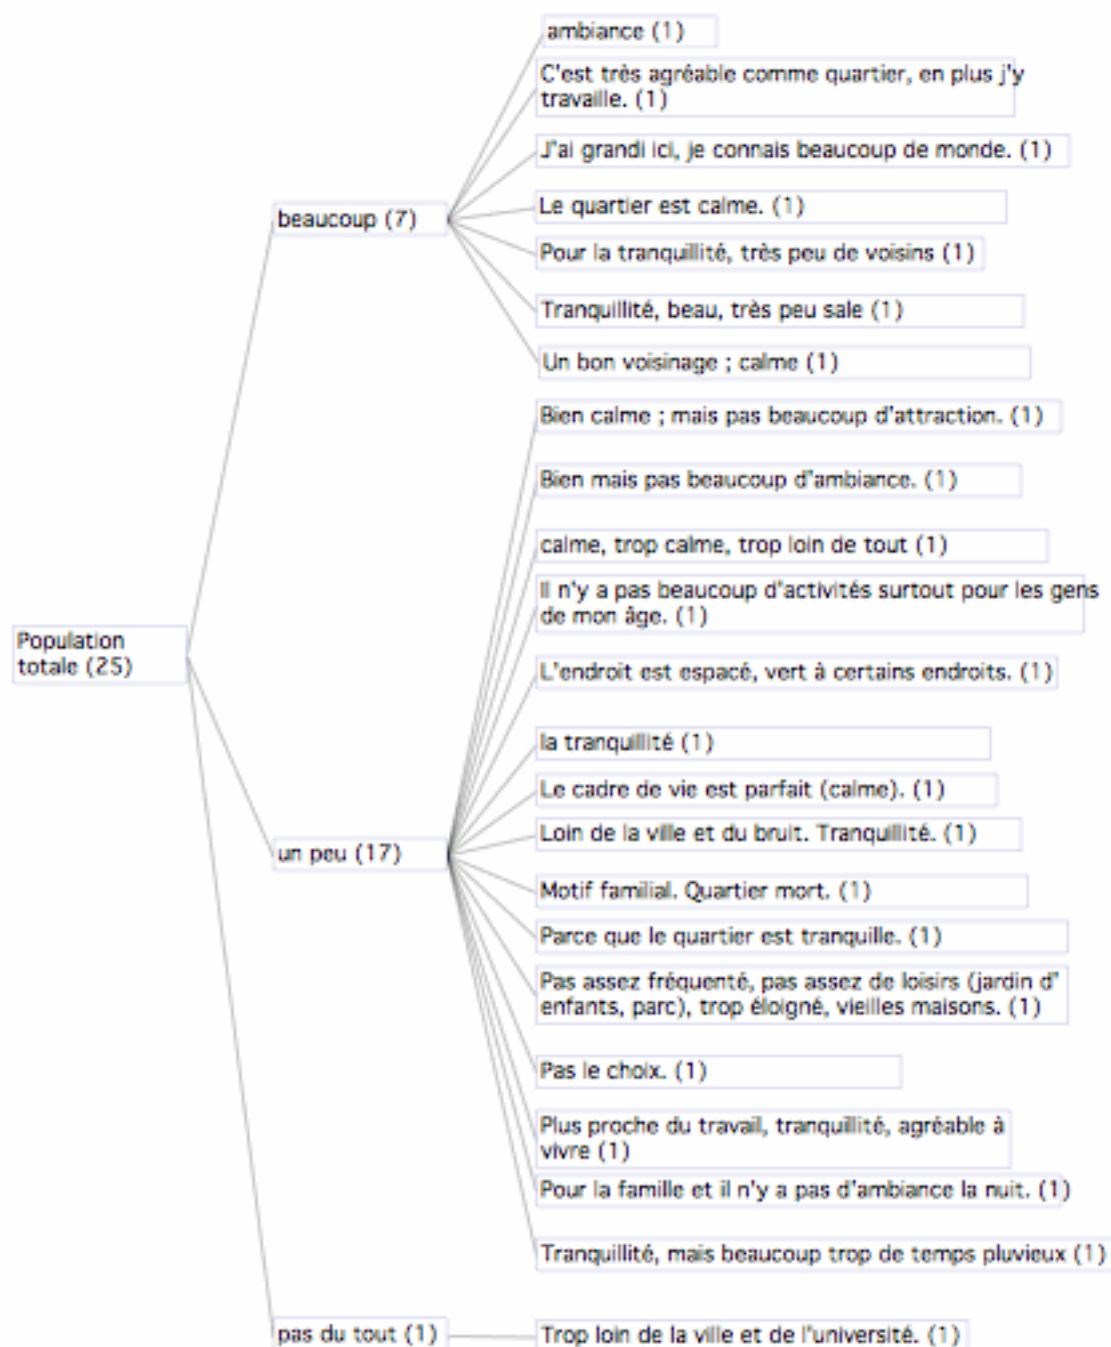 ambiance (1)
C'est très agréable comme quartier, en plus j'y
travaille. (1)
J'ai grandi ici, je connais beaucoup de monde. (1)
Le quartier est calme. (1)
beaucoup (7)
Pour la tranquillité, très peu de voisins (1)
Tranquillité, beau, très peu sale (1)
Un bon voisinage ; calme (1)
Bien calme ; mais pas beaucoup d'attraction. (1)
Bien mais pas beaucoup d'ambiance. (1)
calme, trop calme, trop loin de tout (1)
Il n'y a pas beaucoup d'activités surtout pour les gens
de mon âge. (1)
Population
totale (25)
L'endroit est espacé, vert à certains endroits. (1)
la tranquillité (1)
Le cadre de vie est parfait (calme). (1)
Loin de la ville et du bruit. Tranquillité. (1)
un peu (17)
Motif familial. Quartier mort. (1)
Parce que le quartier est tranquille. (1)
Pas assez fréquenté, pas assez de loisirs (jardin d'
enfants, parc), trop éloigné, vieilles maisons. (1)
Pas le choix. (1)
Plus proche du travail, tranquillité, agréable à
vivre (1)
Pour la famille et il n'y a pas d'ambiance la nuit. (1)
Tranquillité, mais beaucoup trop de temps pluvieux (1)
pas du tout (1)
Trop loin de la ville et de l'université. (1)